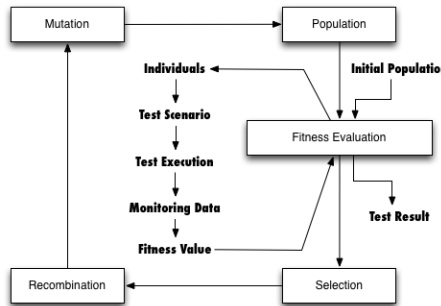 Mutation
Population
Individuals
Initial Populatio
Test Scenario
Fitness Evaluation
Test Execution
Monitoring Data
Test Result
Fitness Value
Recombination
Selection